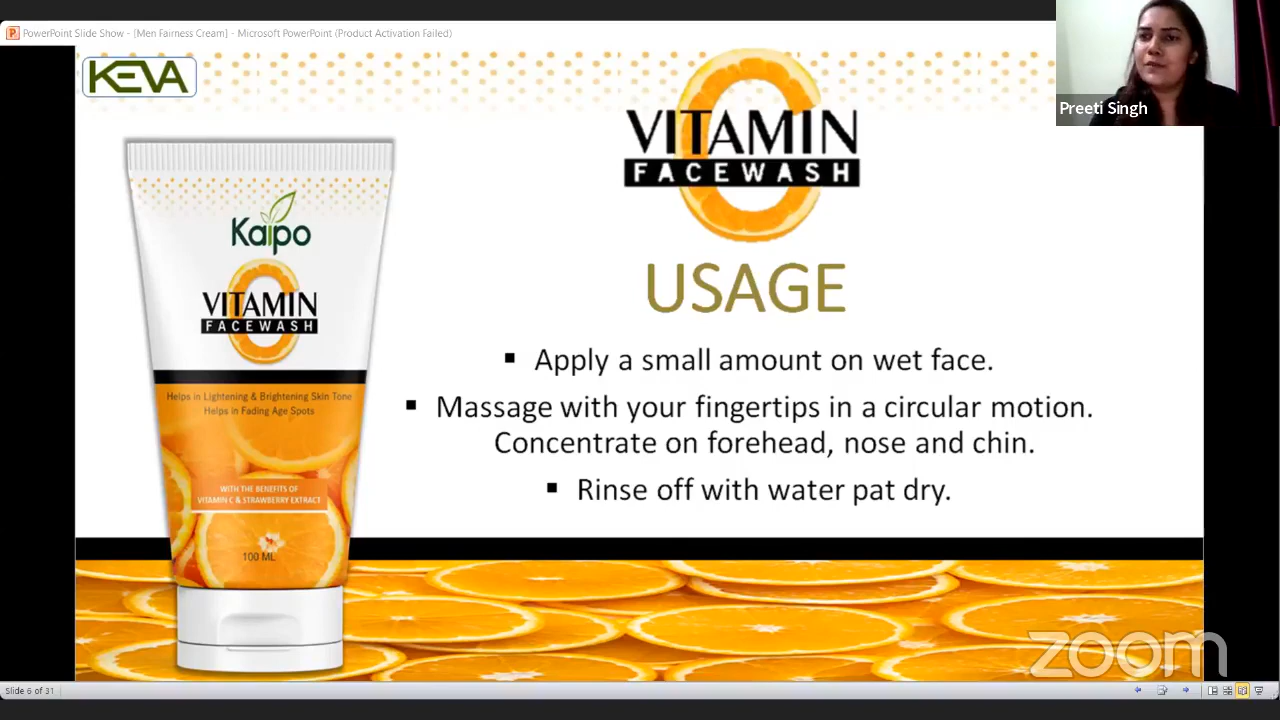 PowerPoint Slide Show - [Men Fairness Cream] - Microsoft PowerPoint (Product Activation Failed)
KEVA
Preeti Singh
VITAMIN
FACEWASH
C
Kaipo
VITAMIN
FACEWASH
C
Helps in Lightening & Brightening Skin Tone
Helps in Fading Age Spots
WITH THE BENEFITS OF
VITAMIN C & STRAWBERRY EXTRACT
100 ML
USAGE
▪ Apply a small amount on wet face.
▪ Massage with your fingertips in a circular motion.
Concentrate on forehead, nose and chin.
▪ Rinse off with water pat dry.
zoom
Slide 6 of 31